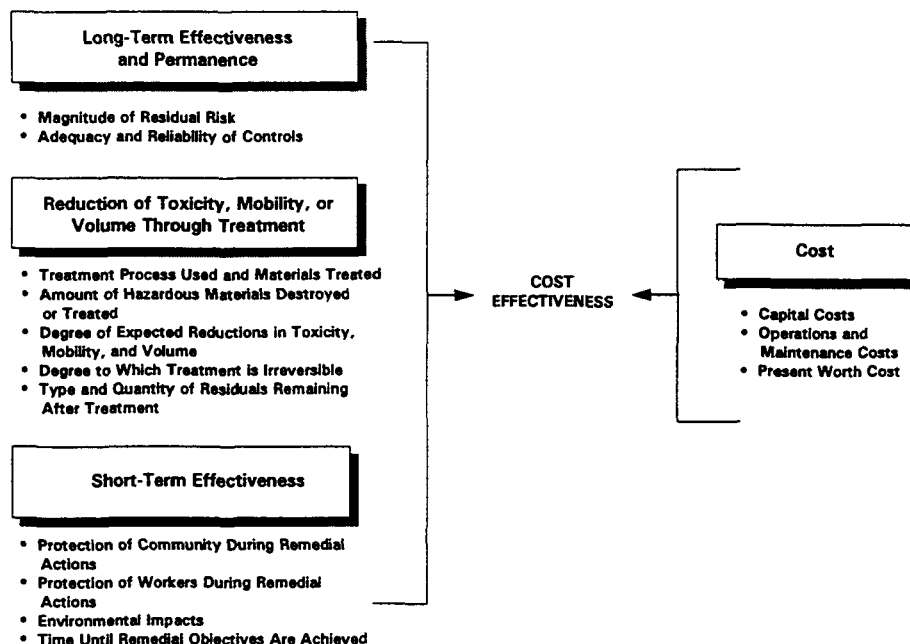 Long-Term Effectiveness
and Permanence
• Magnitude of Residual Risk
• Adequacy and Reliability of Controls
Reduction of Toxicity, Mobility, or
Volume Through Treatment
• Treatment Process Used and Materials Treated
• Amount of Hazardous Materials Destroyed
or Treated
• Degree of Expected Reductions in Toxicity,
Mobility, and Volume
• Degree to Which Treatment is Irreversible
• Type and Quantity of Residuals Remaining
After Treatment
Short-Term Effectiveness
• Protection of Community During Remedial
Actions
• Protection of Workers During Remedial
Actions
• Environmental Impacts
• Time Until Remedial Objectives Are Achieved
COST
EFFECTIVENESS
Cost
• Capital Costs
• Operations and
Maintenance Costs
• Present Worth Cost